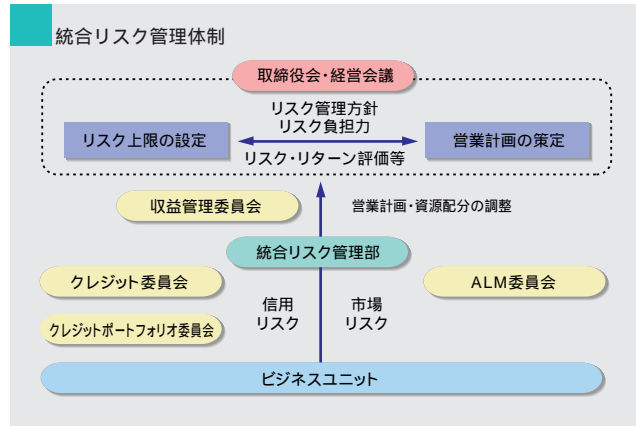 統合リスク管理体制
取締役会・経営会議
リスク管理方針
リスク負担力
リスク上限の設定
営業計画の策定
リスク・リターン評価等
収益管理委員会
営業計画・資源配分の調整
統合リスク管理部
クレジット委員会
ALM委員会
信用
リスク
市場
リスク
クレジットポートフォリオ委員会
ビジネスユニット